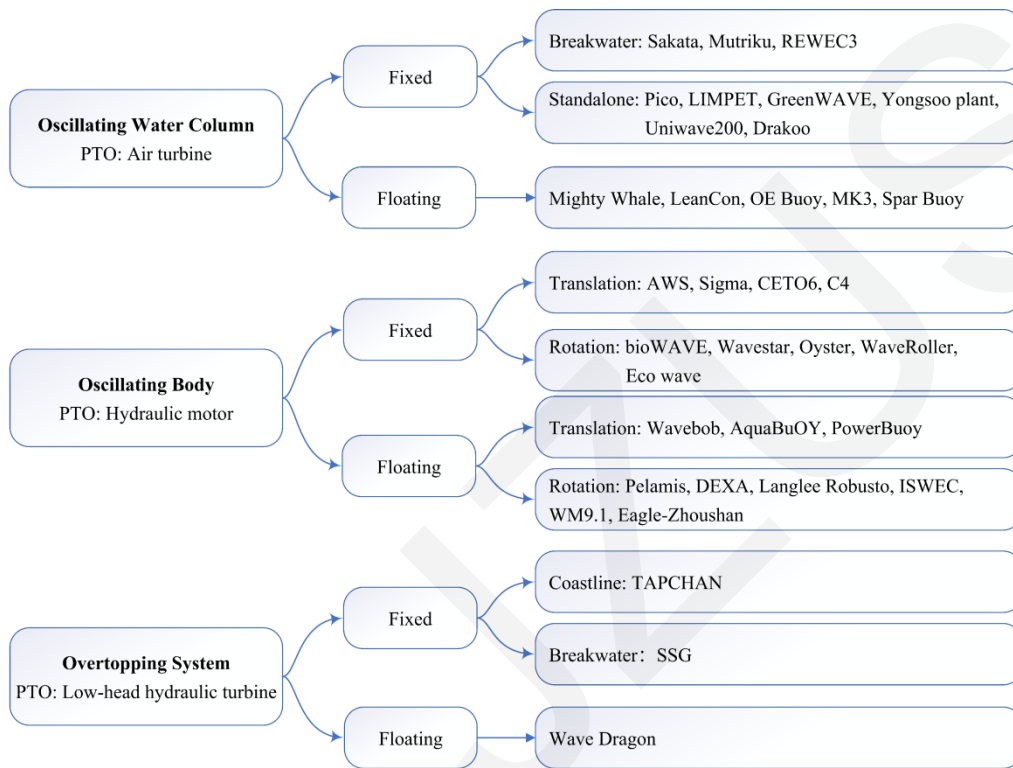 Oscillating Water Column
PTO: Air turbine
Fixed
Breakwater: Sakata, Mutriku, REWEC3
Standalone: Pico, LIMPET, GreenWAVE, Yongsoo plant,
Uniwave200, Drakoo
Floating
Mighty Whale, LeanCon, OE Buoy, MK3, Spar Buoy
Oscillating Body
PTO: Hydraulic motor
Fixed
Translation: AWS, Sigma, CETO6, C4
Rotation: bioWAVE, Wavestar, Oyster, WaveRoller,
Eco wave
Floating
Translation: Wavebob, AquaBuOY, PowerBuoy
Rotation: Pelamis, DEXA, Langlee Robusto, ISWEC,
WM9.1, Eagle-Zhoushan
Overtopping System
PTO: Low-head hydraulic turbine
Fixed
Coastline: TAPCHAN
Breakwater：SSG
Floating
Wave Dragon